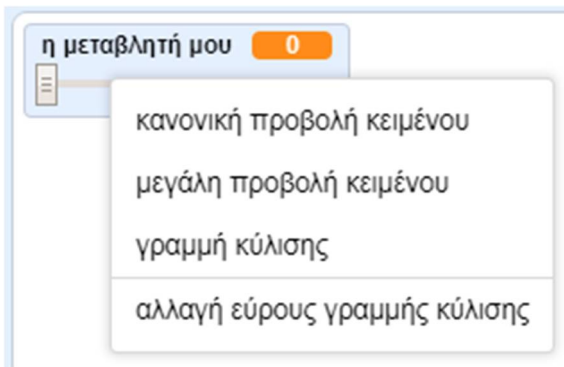 η μεταβλητή μου 0
κανονική προβολή κειμένου
μεγάλη προβολή κειμένου
γραμμή κύλισης
αλλαγή εύρους γραμμής κύλισης